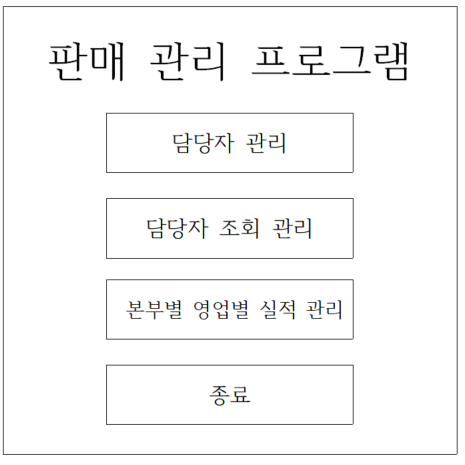 판매 관리 프로그램
담당자 관리
담당자 조회 관리
본부별 영업별 실적 관리
종료